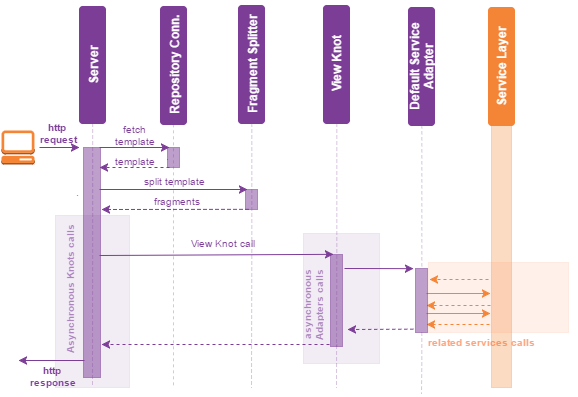 Server
Repository Conn.
Fragment Splitter
View Knot
Default Service
Adapter
Service Layer
http
request
fetch
template
template
split template
fragments
View Knot call
Asynchronous Knots calls
asynchronous
Adapters calls
related services calls
http
response